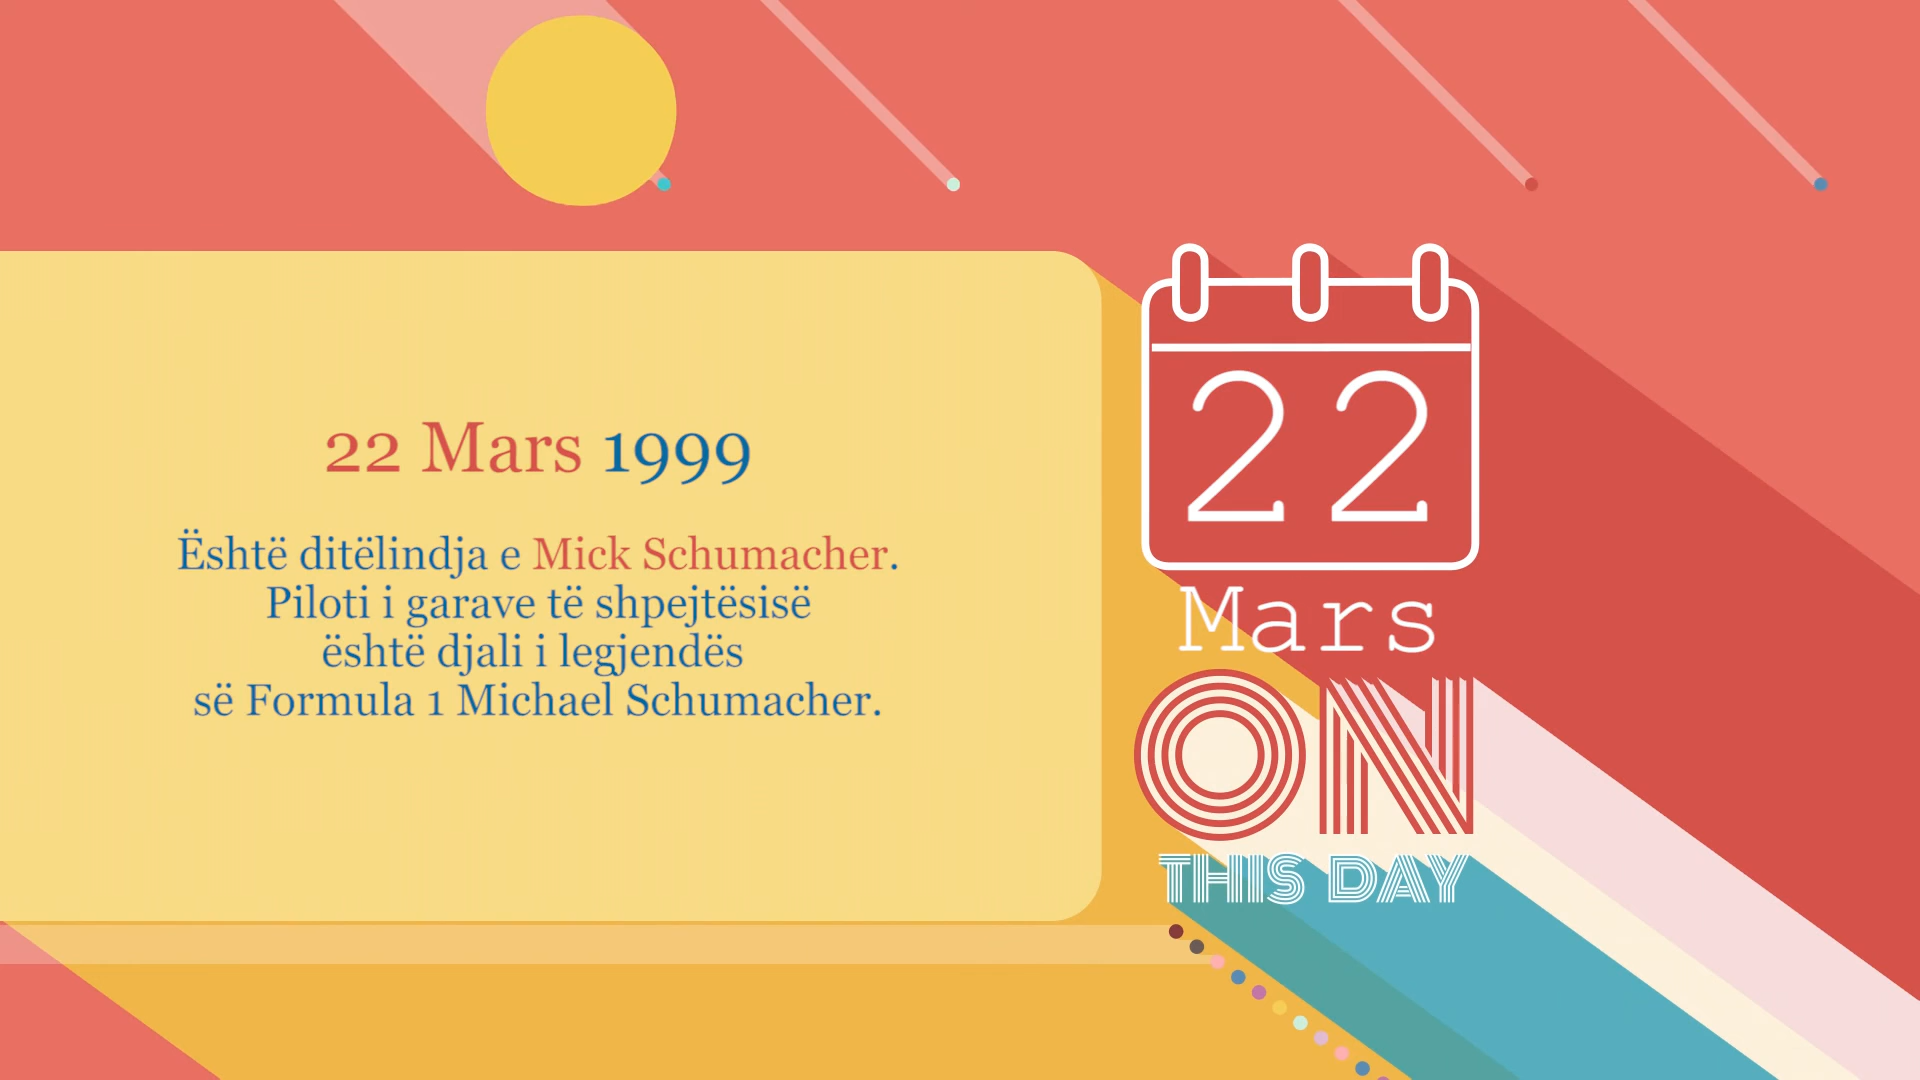 22 Mars 1999
Është ditëlindja e Mick Schumacher.
Piloti i garave të shpejtësisë
është djali i legjendës
së Formula 1 Michael Schumacher.
22
Mars
ON
THIS DAY